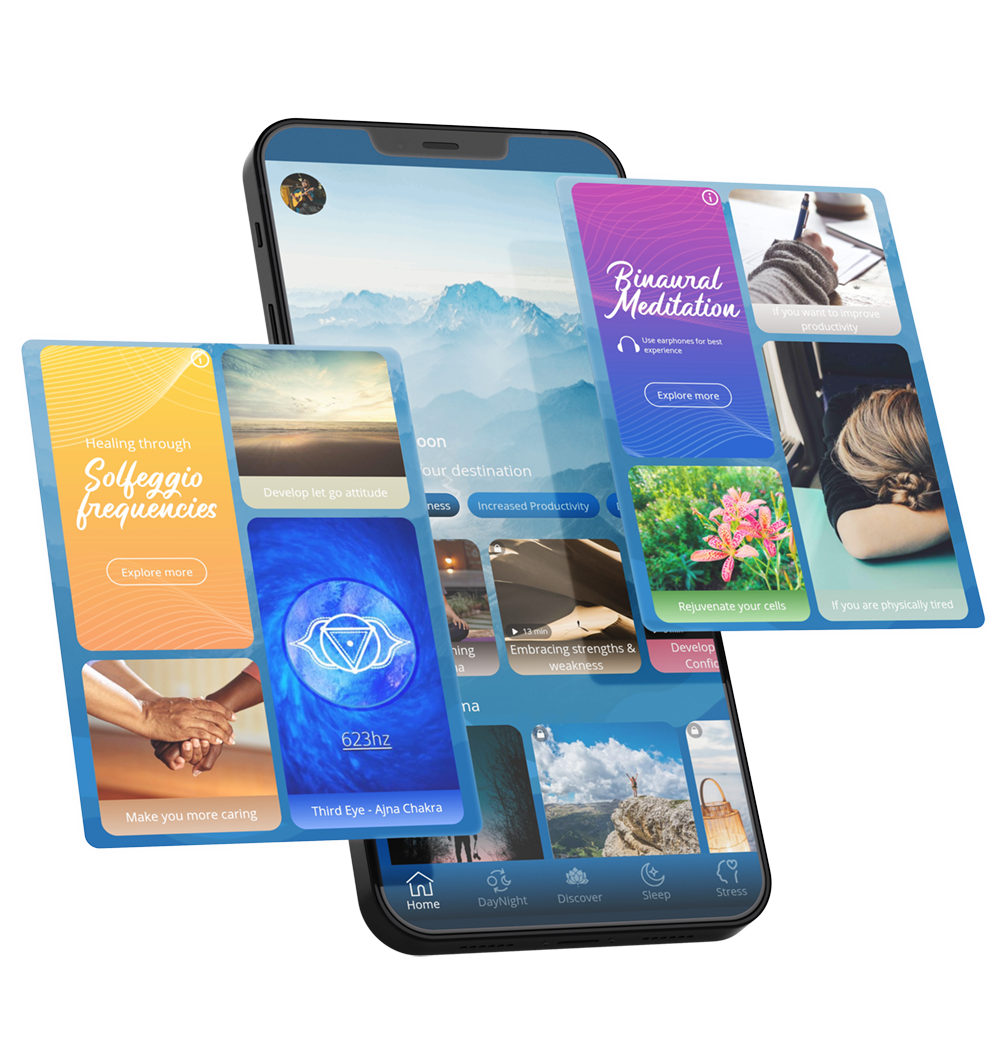 Healing through
Solfeggio
frequencies
Explore more
Develop let go attitude
623hz
Make you more caring
Third Eye - Ajna Chakra
Binaural
Meditation
Use earphones for best
experience
Explore more
If you want to improve
productivity
Rejuvenate your cells
If you are physically tired
oon
our destination
ness
Increased Productivity
13 min
Embracing strengths &
weakness
Develop
Home
DayNight
Discover
Sleep
Stress